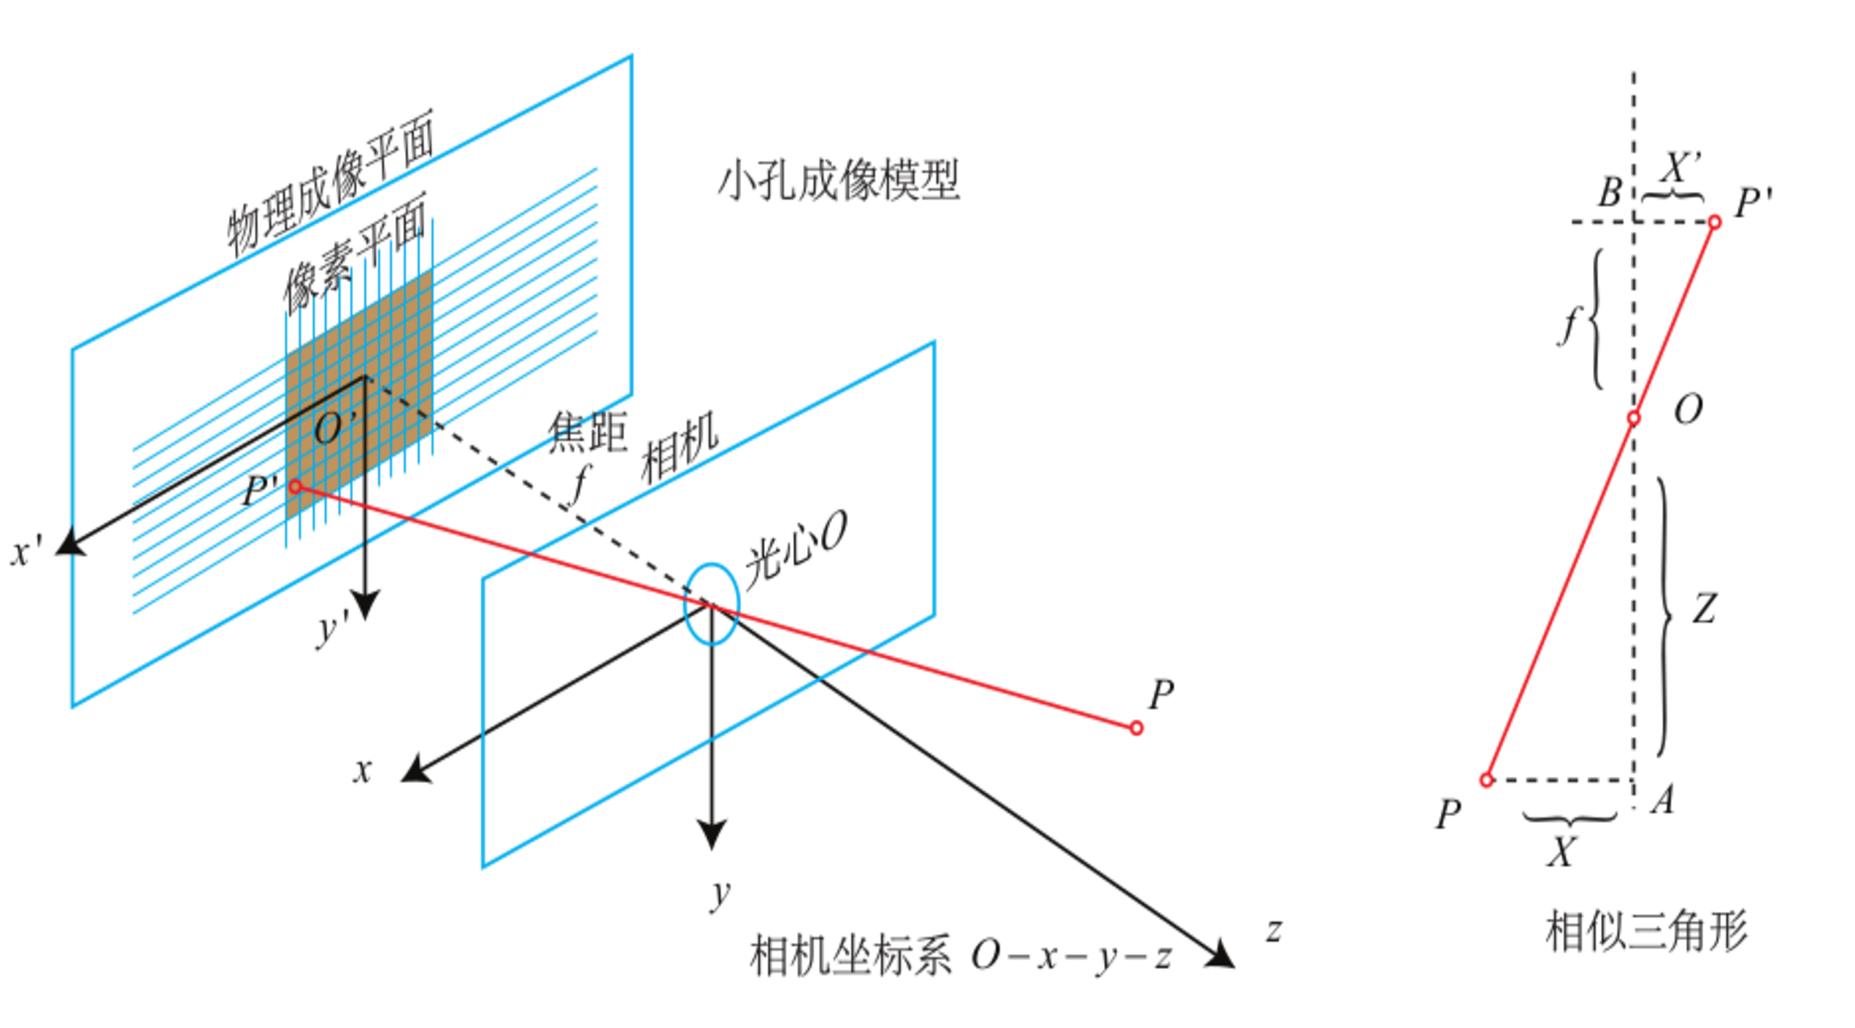 物理成像平面
像素平面
小孔成像模型
O'
P'
x'
y'
焦距
f
相机
光心O
P
x
y
z
相机坐标系 O-x-y-z
X'
B
P'
f
O
Z
P
A
X
相似三角形